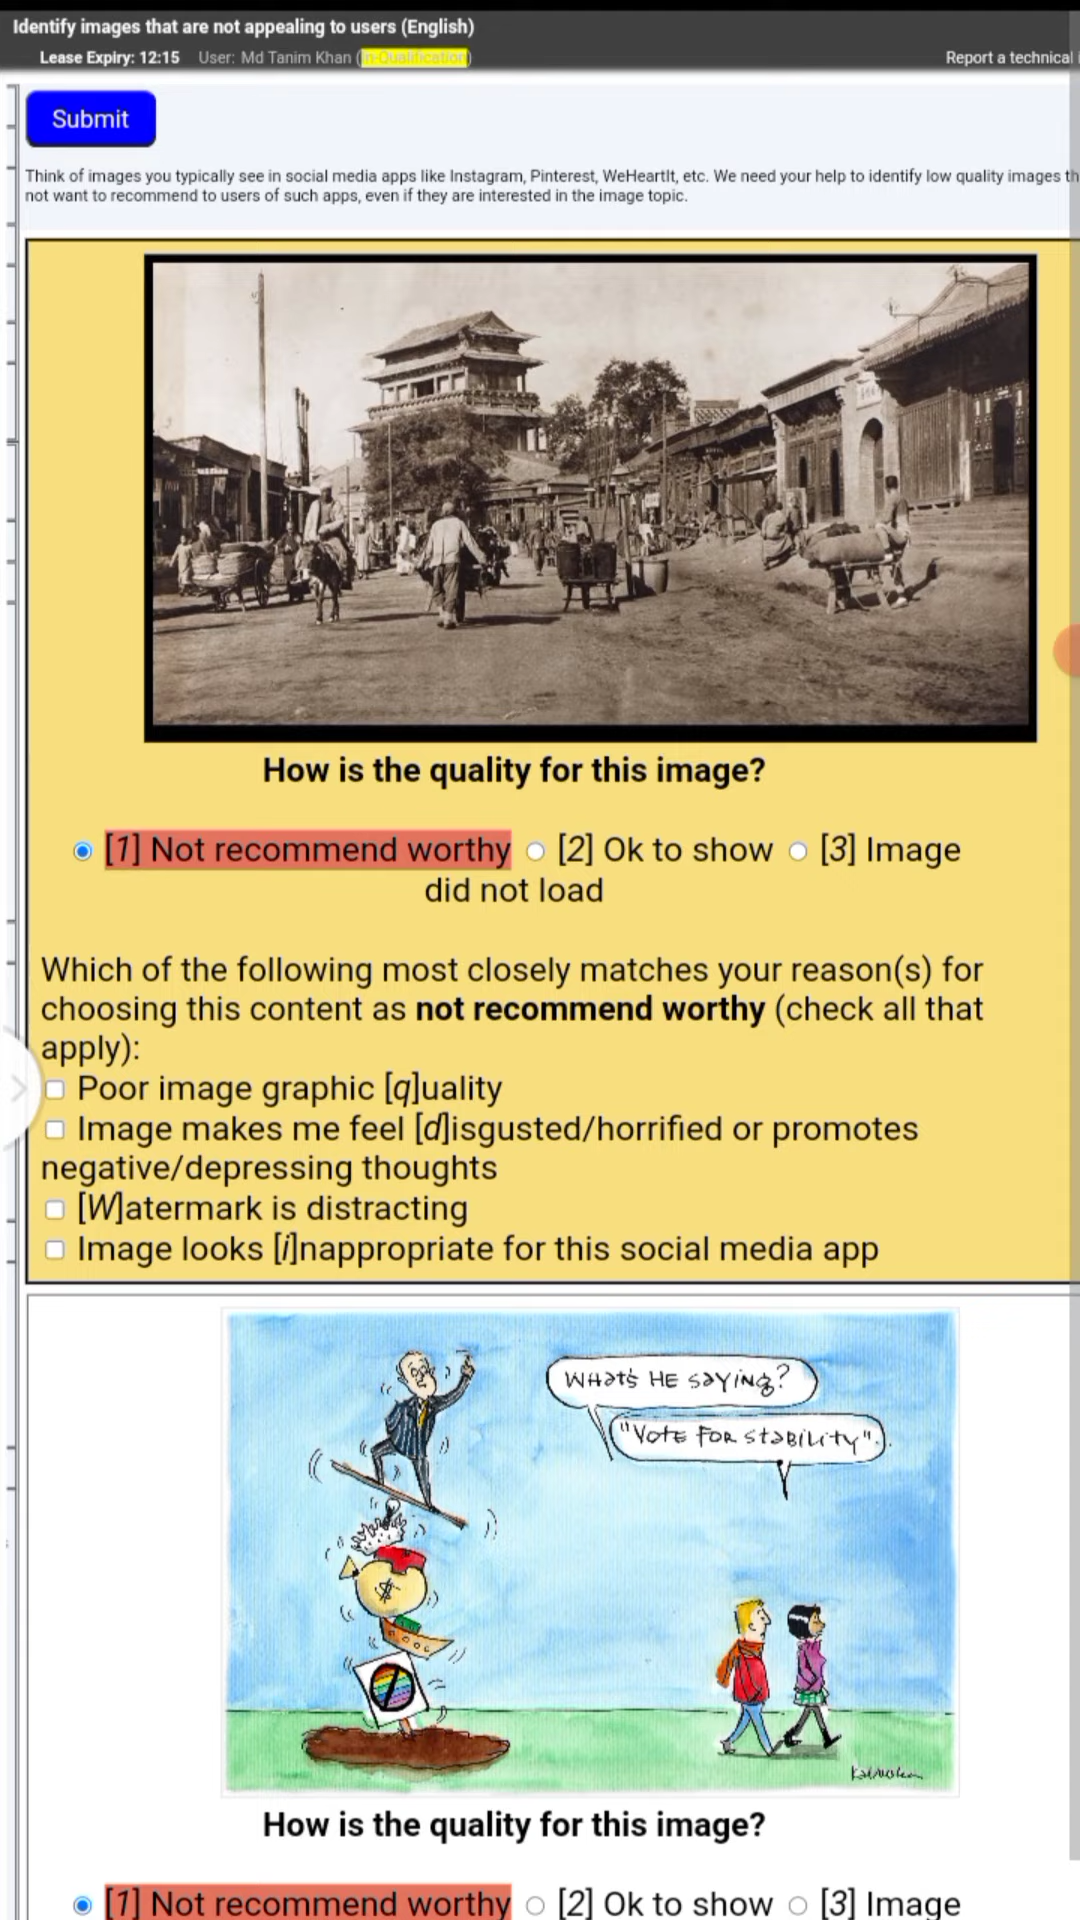 Identify images that are not appealing to users (English)
Lease Expiry: 12:15 User: Md Tanim Khan (In-Qualification)
Report a technical
Submit
Think of images you typically see in social media apps like Instagram, Pinterest, WeHeartIt, etc. We need your help to identify low quality images th
not want to recommend to users of such apps, even if they are interested in the image topic.
How is the quality for this image?
[1] Not recommend worthy [2] Ok to show [3] Image
did not load
Which of the following most closely matches your reason(s) for
choosing this content as not recommend worthy (check all that
apply):
Poor image graphic [q]uality
Image makes me feel [d]isgusted/horrified or promotes
negative/depressing thoughts
[W]atermark is distracting
Image looks [i]nappropriate for this social media app
WHat's HE SayiNg?
"VotE FoR StaBiLity".
$
How is the quality for this image?
[1] Not recommend worthy [2] Ok to show [3] Image